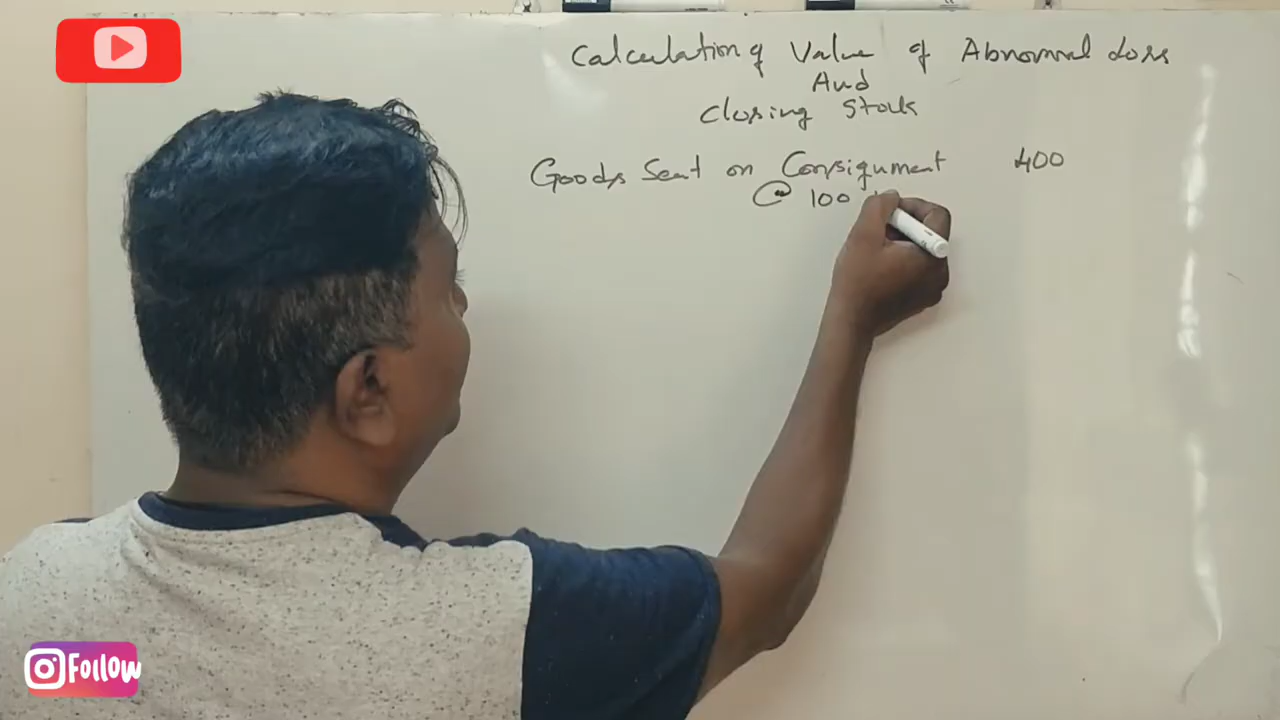 Calculation of Value of Abnormal Loss
And
Closing Stock
Goods Sent on Consignment 400
@ 100
Follow